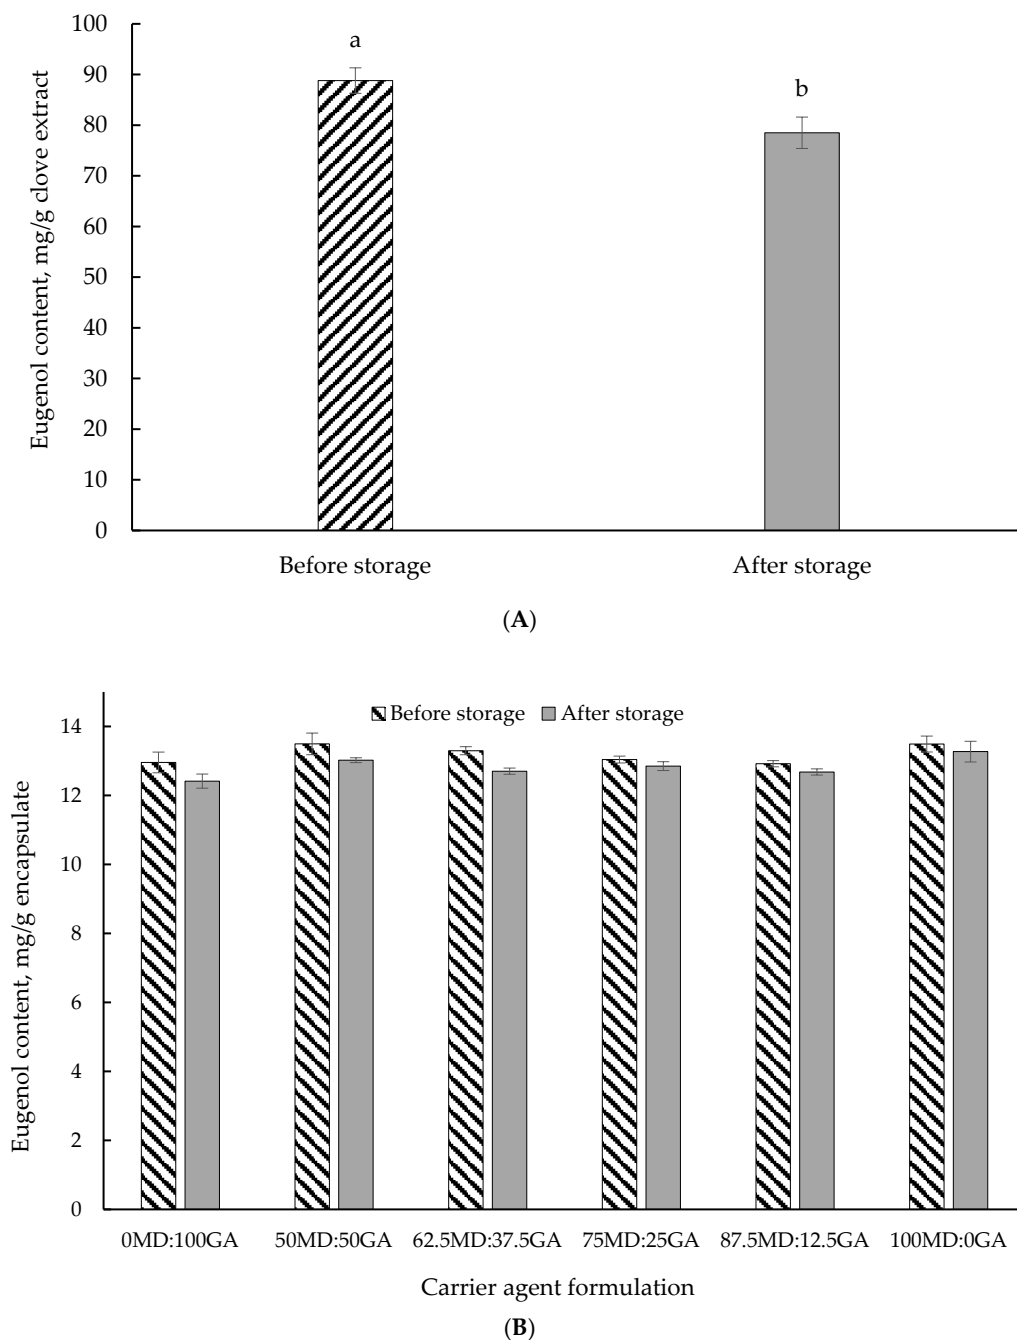 100
90
80
70
60
50
40
30
20
10
0
Eugenol content, mg/g clove extract
a
b
Before storage
After storage
(A)
Before storage
After storage
14
12
10
8
6
4
2
0
Eugenol content, mg/g encapsulate
0MD:100GA
50MD:50GA
62.5MD:37.5GA
75MD:25GA
87.5MD:12.5GA
100MD:0GA
Carrier agent formulation
(B)